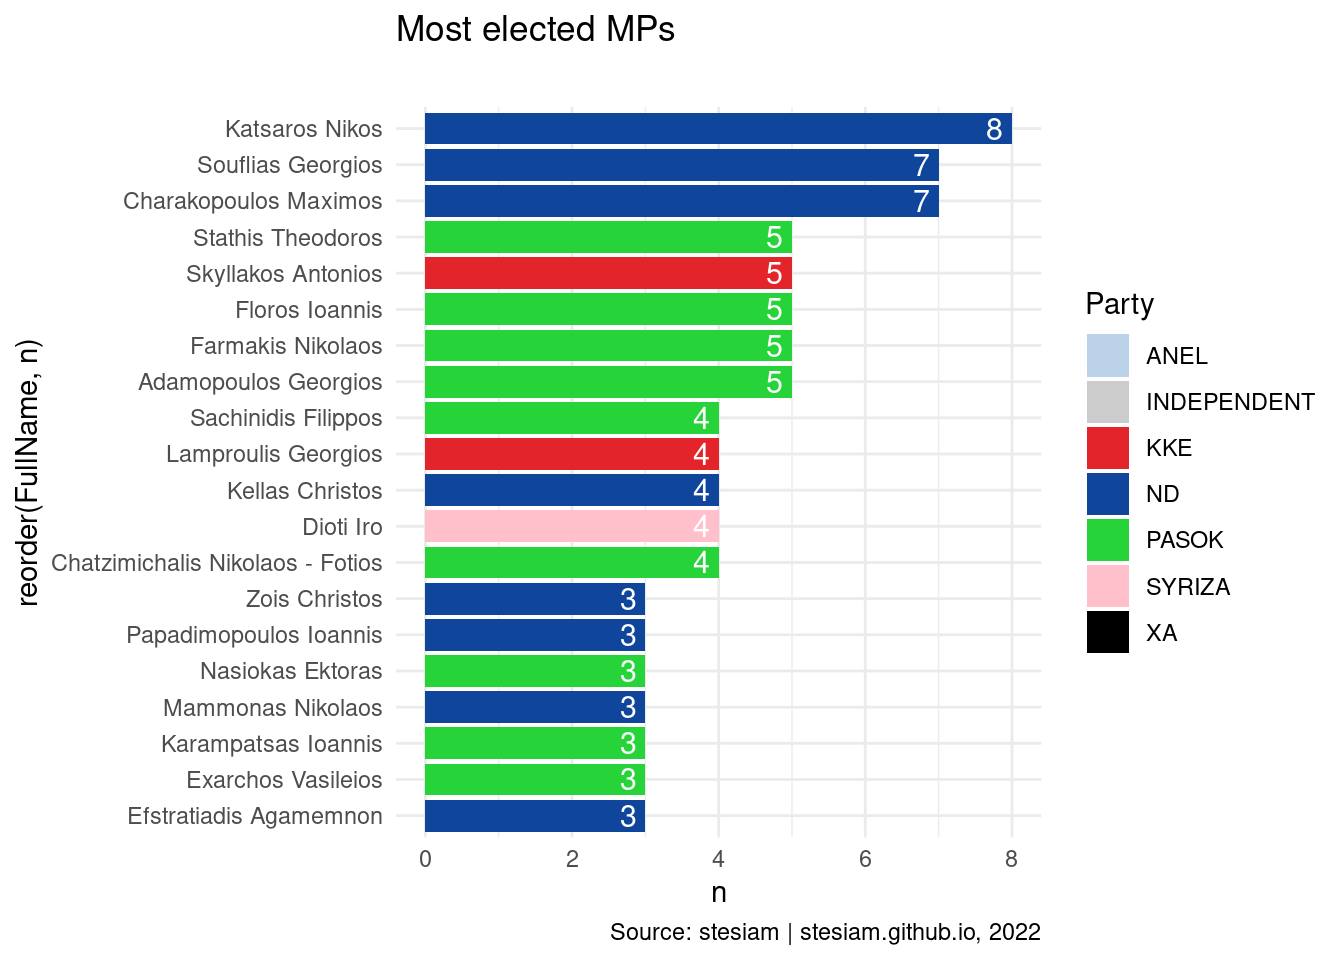 Most elected MPs
Katsaros Nikos 8
Souflias Georgios 7
Charakopoulos Maximos 7
Stathis Theodoros 5
Skyllakos Antonios 5
Floros Ioannis 5
Farmakis Nikolaos 5
Adamopoulos Georgios 5
Sachinidis Filippos 4
Lamproulis Georgios 4
Kellas Christos 4
Dioti Iro 4
Chatzimichalis Nikolaos - Fotios 4
Zois Christos 3
Papadimopoulos Ioannis 3
Nasiokas Ektoras 3
Mammonas Nikolaos 3
Karampatsas Ioannis 3
Exarchos Vasileios 3
Efstratiadis Agamemnon 3
reorder(FullName, n)
0 2 4 6 8
n
Party
ANEL
INDEPENDENT
KKE
ND
PASOK
SYRIZA
XA
Source: stesiam | stesiam.github.io, 2022